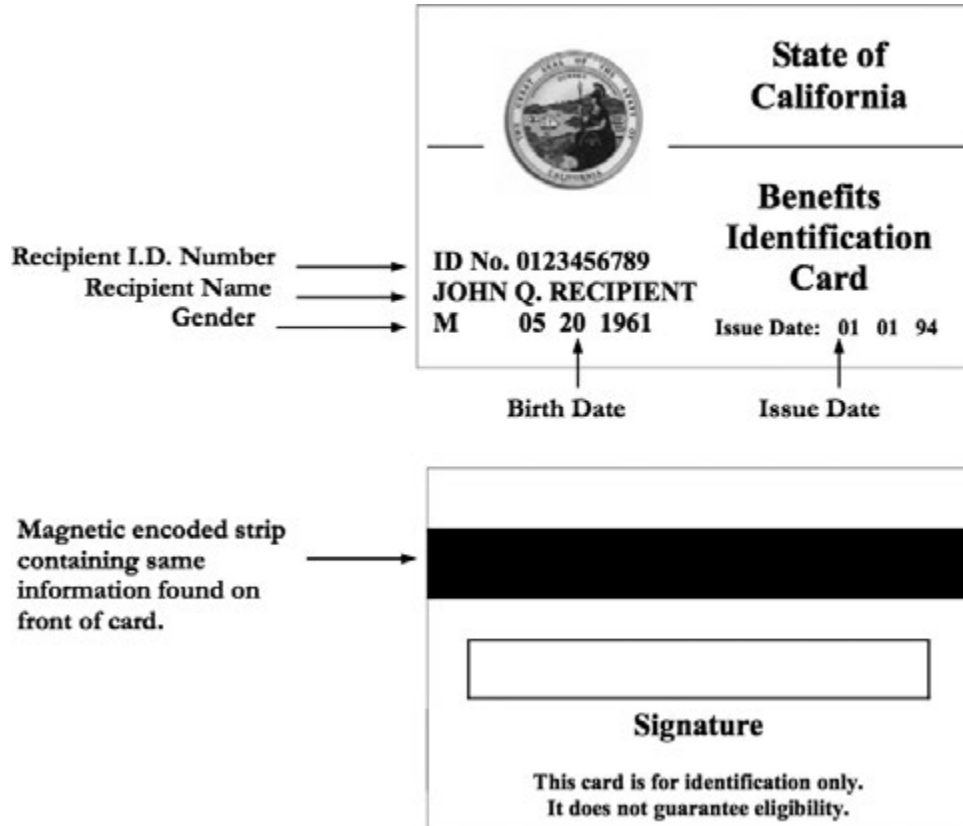 State of
California
Benefits
Identification
Card
Recipient I.D. Number
ID No. 0123456789
Recipient Name
JOHN Q. RECIPIENT
Gender
M 05 20 1961
Issue Date: 01 01 94
Birth Date
Issue Date
Magnetic encoded strip
containing same
information found on
front of card.
Signature
This card is for identification only.
It does not guarantee eligibility.